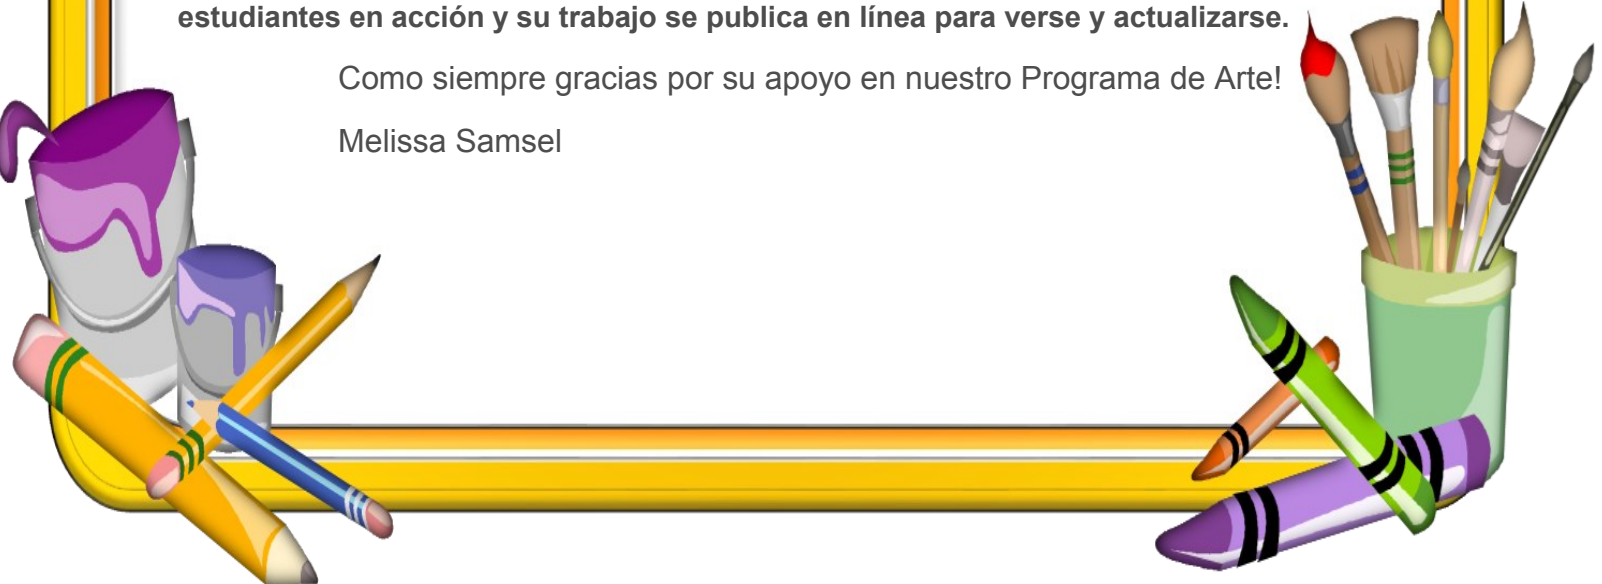 estudiantes en acción y su trabajo se publica en línea para verse y actualizarse.
Como siempre gracias por su apoyo en nuestro Programa de Arte!
Melissa Samsel